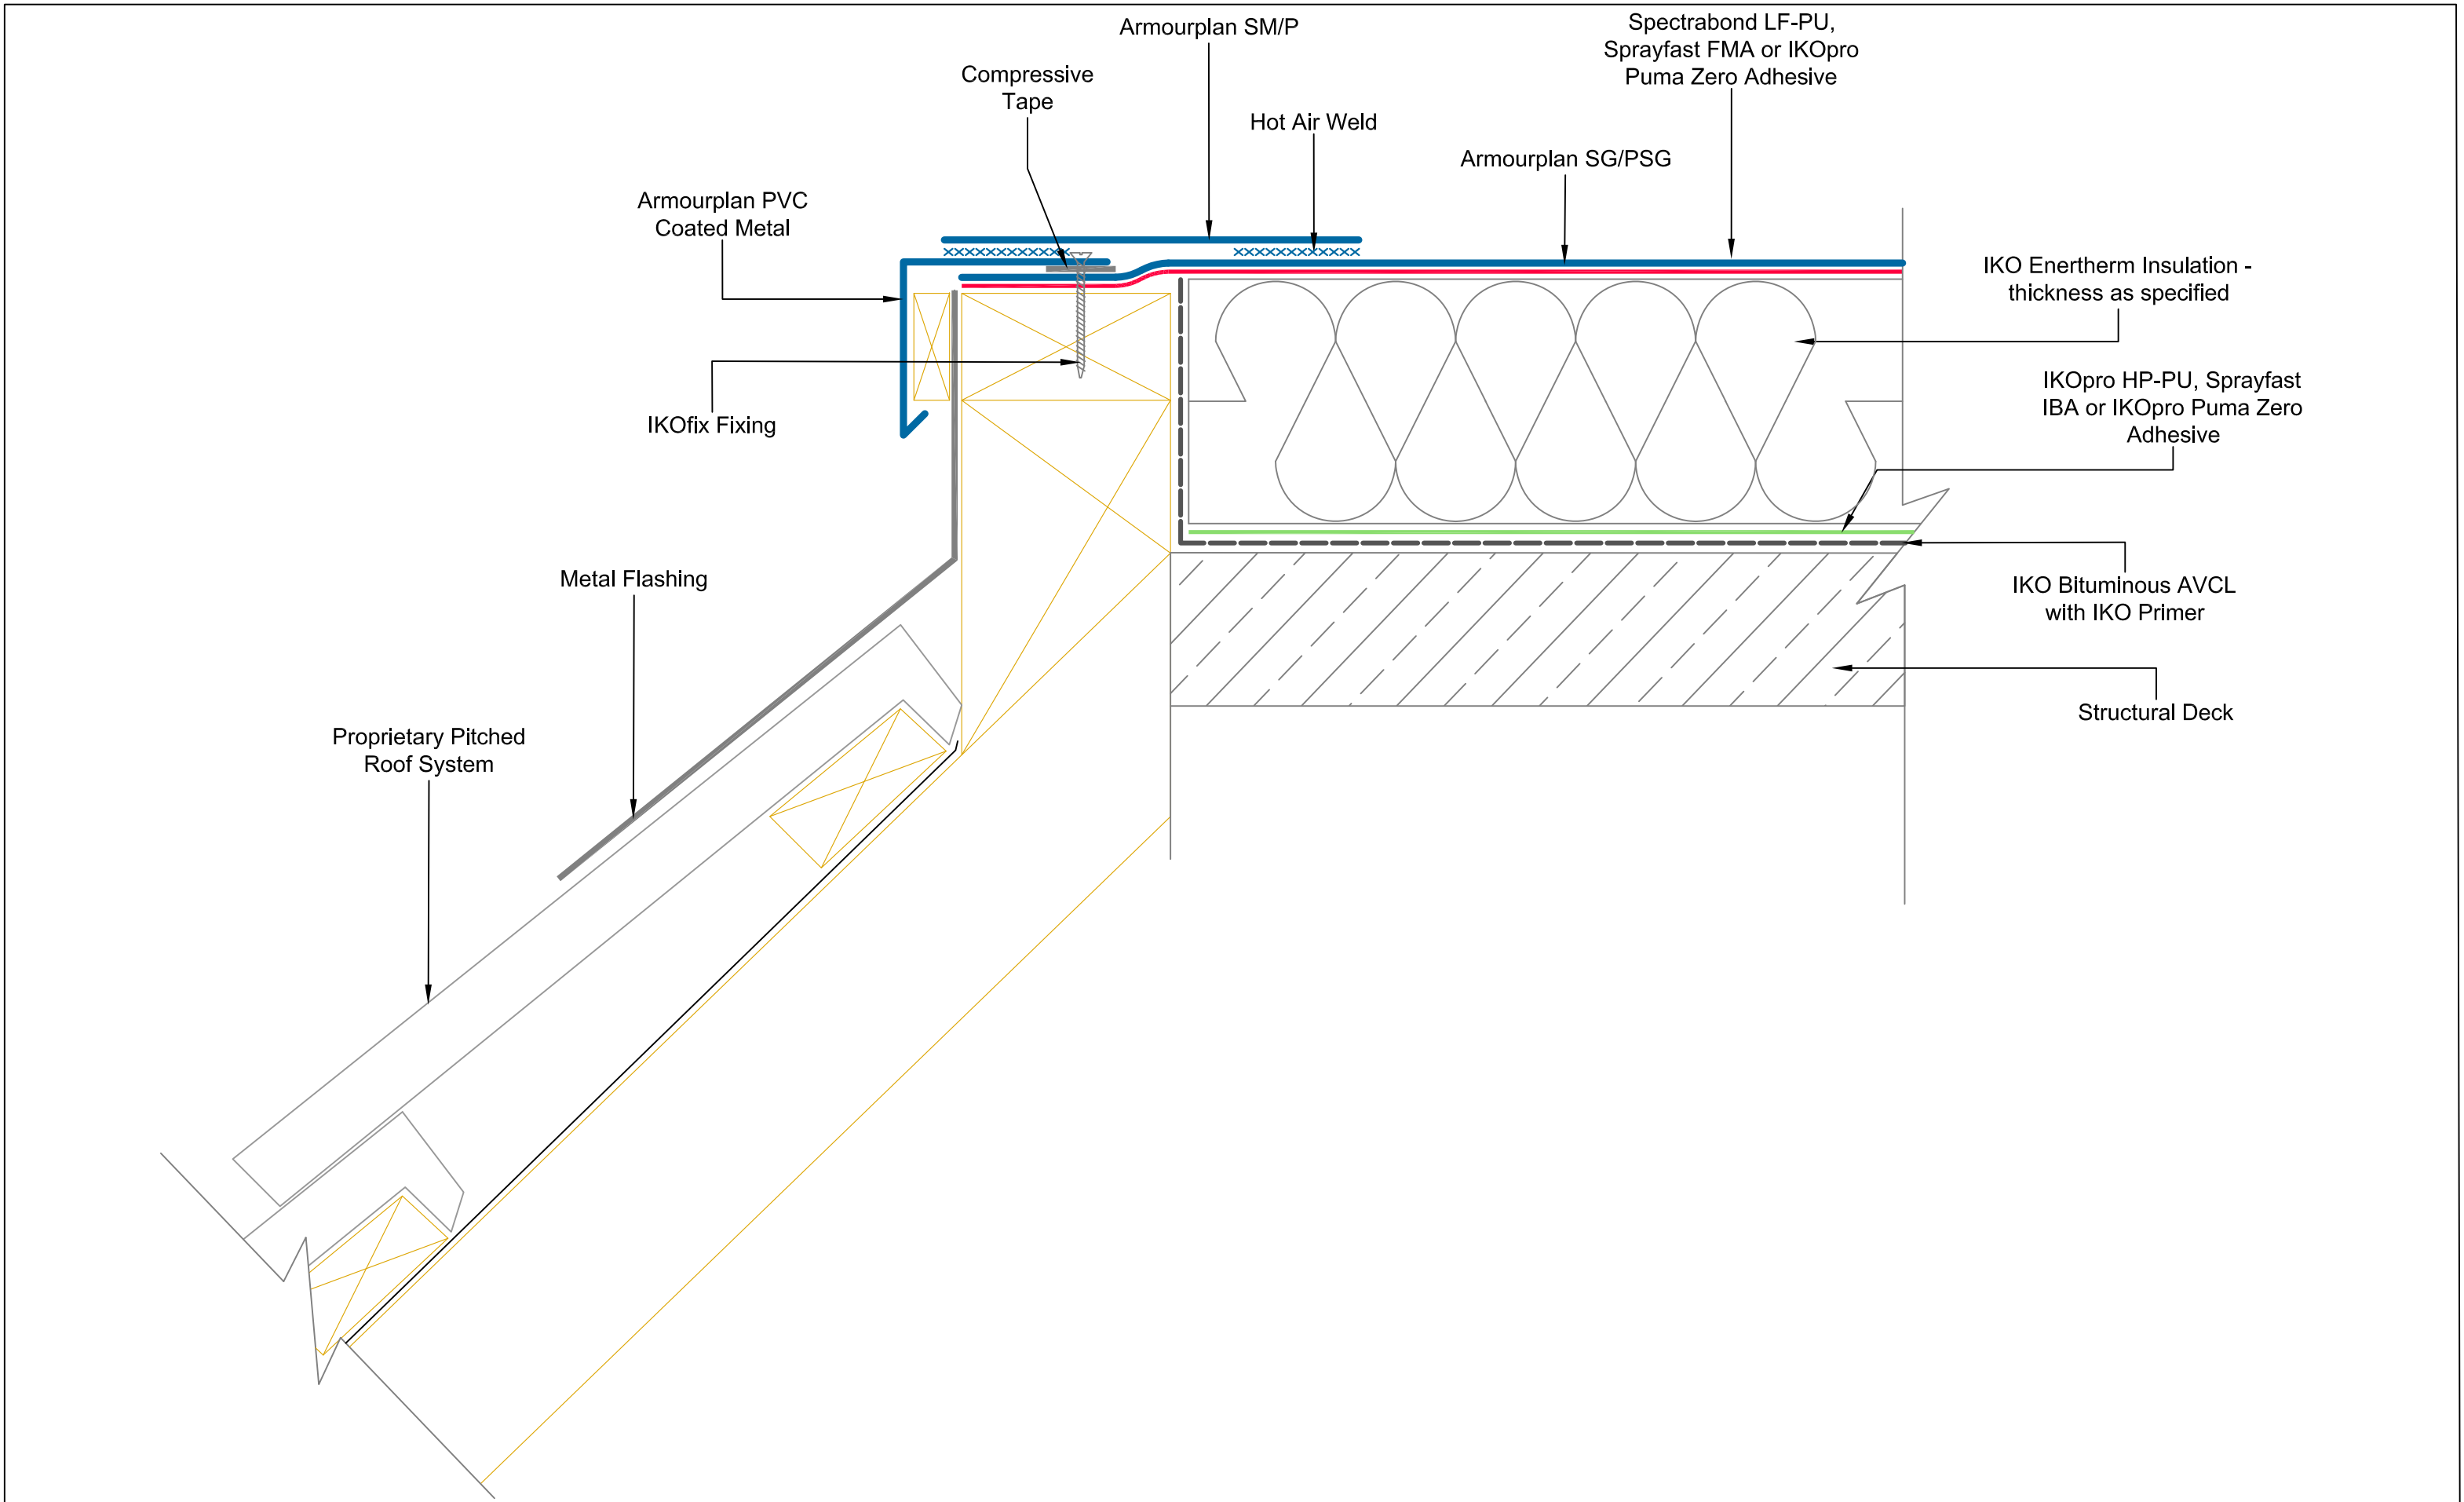 Armourplan SM/P
Spectrabond LF-PU,
Sprayfast FMA or IKOpro
Puma Zero Adhesive
Compressive
Tape
Hot Air Weld
Armourplan SG/PSG
Armourplan PVC
Coated Metal
IKO Enertherm Insulation -
thickness as specified
IKOpro HP-PU, Sprayfast
IBA or IKOpro Puma Zero
Adhesive
IKOfix Fixing
Metal Flashing
IKO Bituminous AVCL
with IKO Primer
Structural Deck
Proprietary Pitched
Roof System